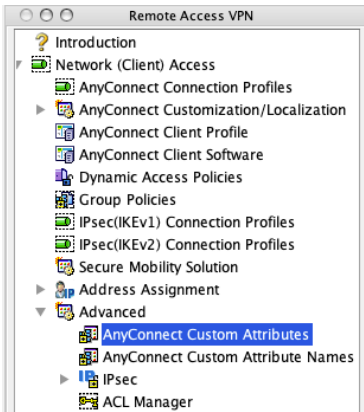 Remote Access VPN
Introduction
Network (Client) Access
AnyConnect Connection Profiles
AnyConnect Customization/Localization
AnyConnect Client Profile
AnyConnect Client Software
Dynamic Access Policies
Group Policies
IPsec(IKEv1) Connection Profiles
IPsec(IKEv2) Connection Profiles
Secure Mobility Solution
Address Assignment
Advanced
AnyConnect Custom Attributes
AnyConnect Custom Attribute Names
IPsec
ACL Manager